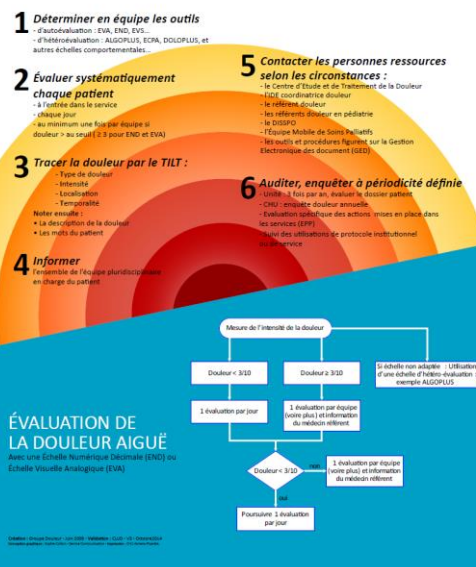 1 Déterminer en équipe les outils
- d'autoévaluation : EVA, END, EVS...
- d'hétéroévaluation : ALGOPLUS, ECPA, DOLOPLUS, et
autres échelles comportementales...
2 Évaluer systématiquement
chaque patient
- à l'entrée dans le service
- chaque jour
- au minimum une fois par équipe si
douleur > au seuil ( ≥ 3 pour END et EVA)
3 Tracer la douleur par le TILT :
- Type de douleur
- Intensité
- Localisation
- Temporalité
Noter ensuite :
• La description de la douleur
• Les mots du patient
4 Informer
l'ensemble de l'équipe pluridisciplinaire
en charge du patient
5 Contacter les personnes ressources
selon les circonstances :
- le Centre d'Etude et de Traitement de la Douleur
- l'IDE coordinatrice douleur
- le référent douleur
- les référents douleur en pédiatrie
- le DISSPO
- l'Équipe Mobile de Soins Palliatifs
- les outils et procédures figurent sur la Gestion
Electronique des document (GED)
6 Auditer, enquêter à périodicité définie
- Unité : 3 fois par an, évaluer le dossier patient
- CHU : enquête douleur annuelle
- Evaluation spécifique des actions mises en place dans
les services (EPP)
- Suivi des utilisations de protocole institutionnel
ou de service
Mesure de l'intensité de la douleur
Douleur < 3/10
Douleur ≥ 3/10
Si échelle non adaptée : Utilisation
d'une échelle d'hétéro-évaluation :
exemple ALGOPLUS
1 évaluation par jour
1 évaluation par équipe
(voire plus) et information
du médecin référent
Douleur < 3/10
non
1 évaluation par équipe
(voire plus) et information
du médecin référent
oui
Poursuivre 1 évaluation
par jour
ÉVALUATION DE
LA DOULEUR AIGUË
Avec une Échelle Numérique Décimale (END) ou
Échelle Visuelle Analogique (EVA)